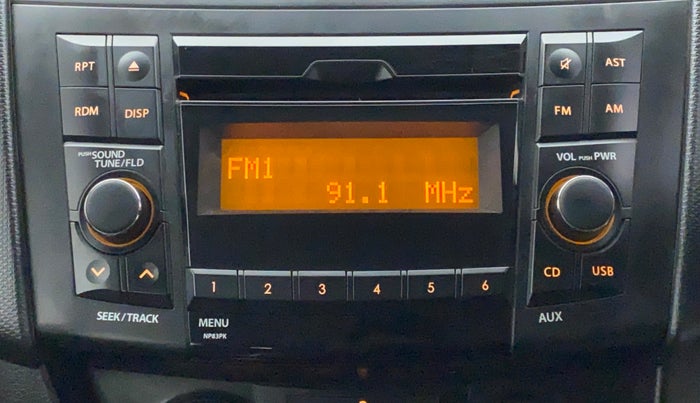 RPT
AST
RDM
DISP
FM
AM
PUSH SOUND
TUNE/FLD
VOL PUSH PWR
FM1
91.1 MHz
CD
USB
1 2 3 4 5 6
SEEK/TRACK
MENU
AUX
NP83PK